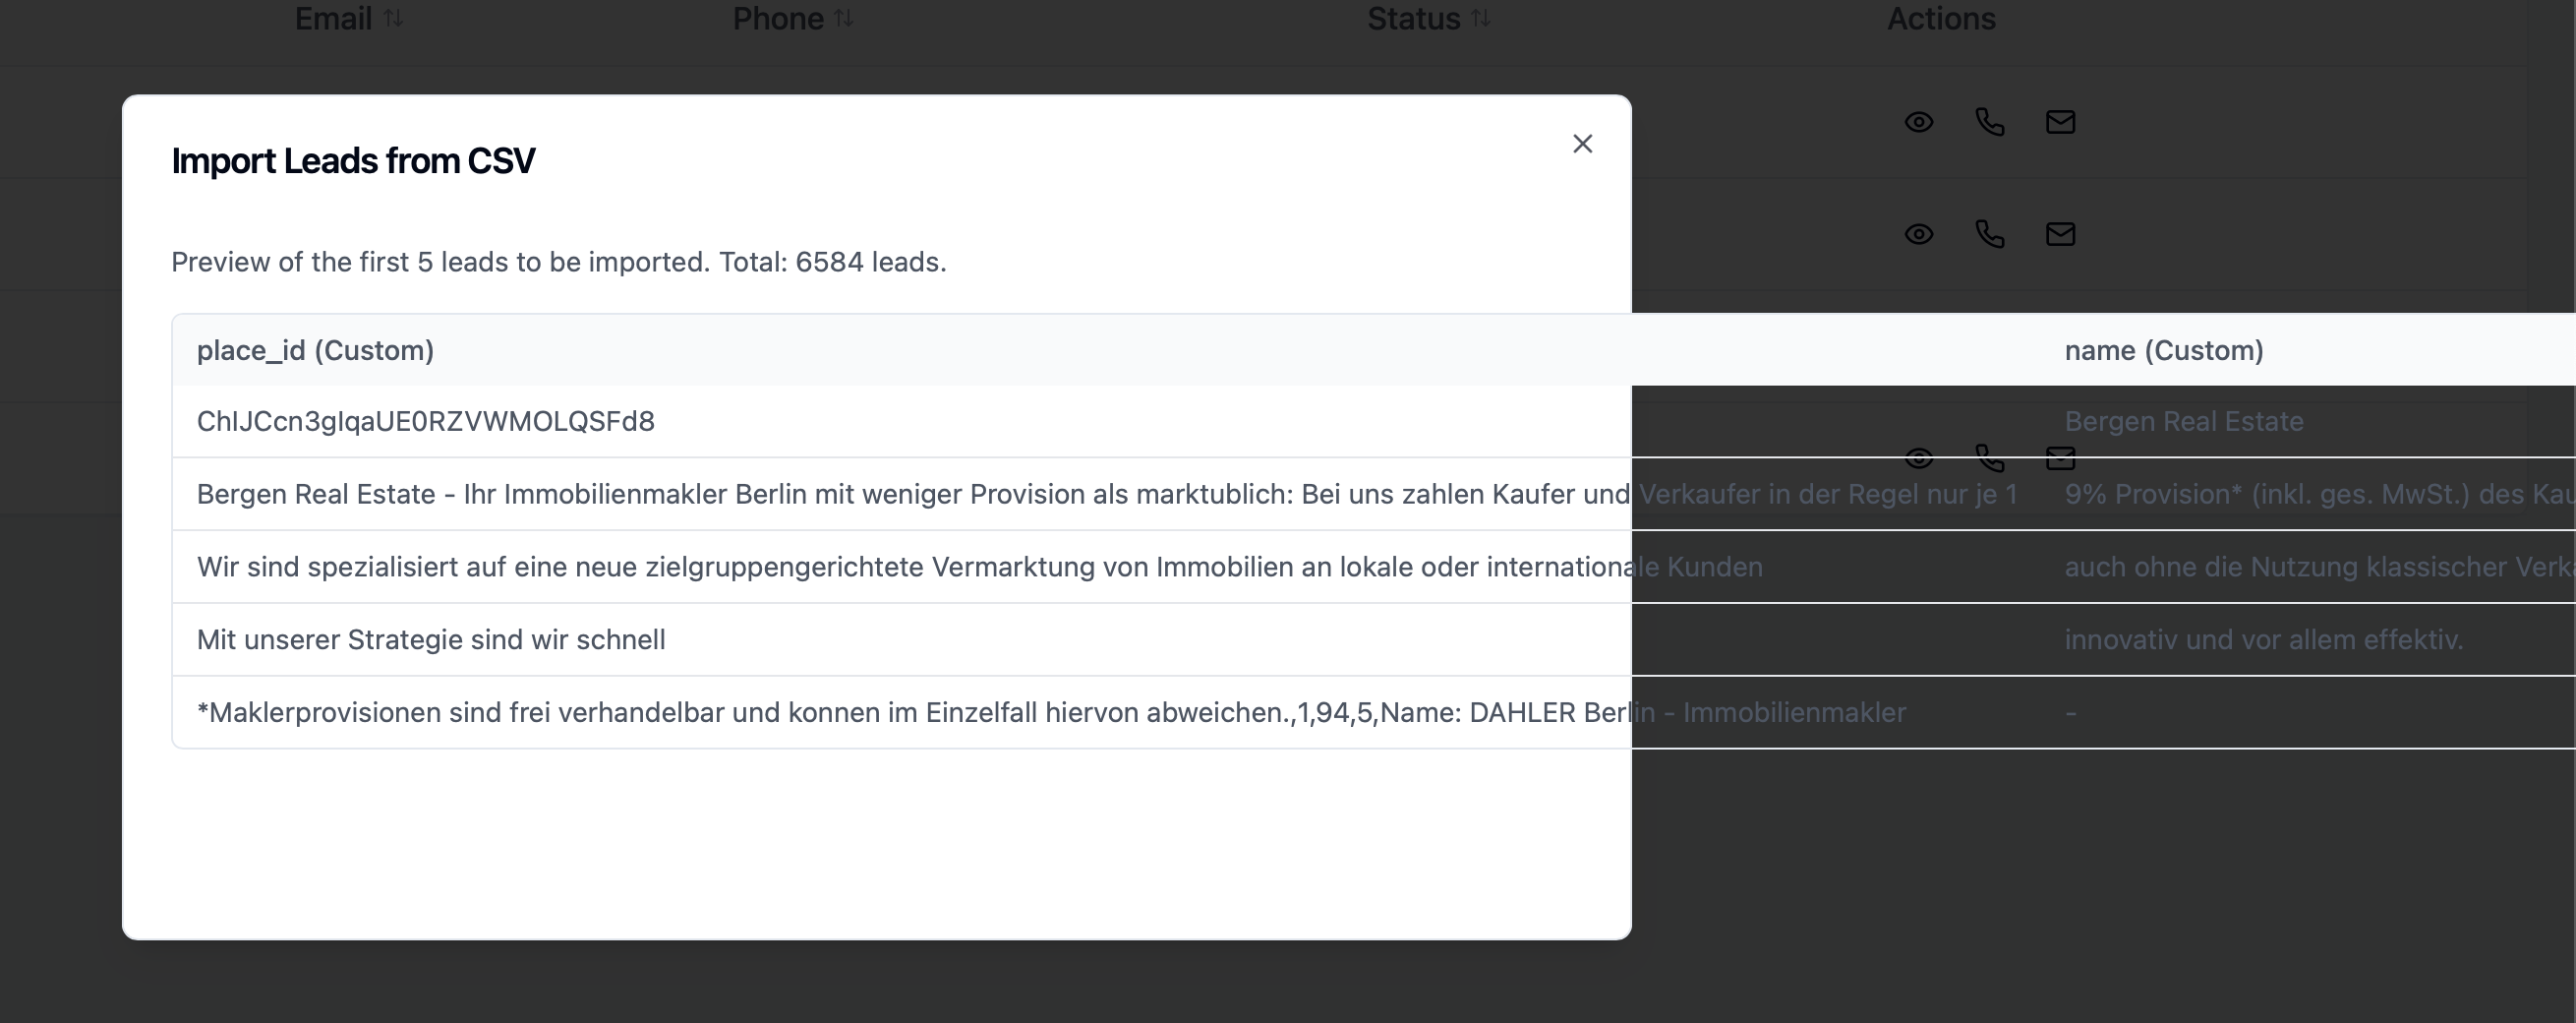 Email Phone Status Actions
Import Leads from CSV
Preview of the first 5 leads to be imported. Total: 6584 leads.
place_id (Custom) name (Custom)
ChIJCcn3gIqaUE0RZVWMOLQSFd8 Bergen Real Estate
Bergen Real Estate - Ihr Immobilienmakler Berlin mit weniger Provision als marktublich: Bei uns zahlen Kaufer und Verkaufer in der Regel nur je 1 9% Provision* (inkl. ges. MwSt.) des
Wir sind spezialisiert auf eine neue zielgruppengerichtete Vermarktung von Immobilien an lokale oder internationale Kunden auch ohne die Nutzung klassischer
Mit unserer Strategie sind wir schnell innovativ und vor allem effektiv.
*Maklerprovisionen sind frei verhandelbar und konnen im Einzelfall hiervon abweichen.,1,94,5,Name: DAHLER Berlin - Immobilienmakler -